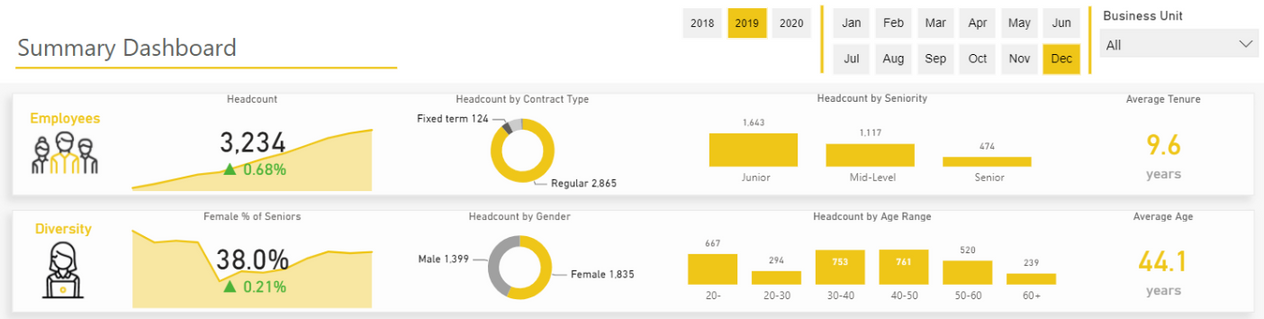 Summary Dashboard
2018 2019 2020
Jan Feb Mar Apr May Jun
Jul Aug Sep Oct Nov Dec
Business Unit
All
Employees
Headcount
3,234
0.68%
Headcount by Contract Type
Fixed term 124
Regular 2,865
Headcount by Seniority
1,643 1,117 474
Junior Mid-Level Senior
Average Tenure
9.6
years
Diversity
Female % of Seniors
38.0%
0.21%
Headcount by Gender
Male 1,399
Female 1,835
Headcount by Age Range
667 294 753 761 520 239
20- 20-30 30-40 40-50 50-60 60+
Average Age
44.1
years